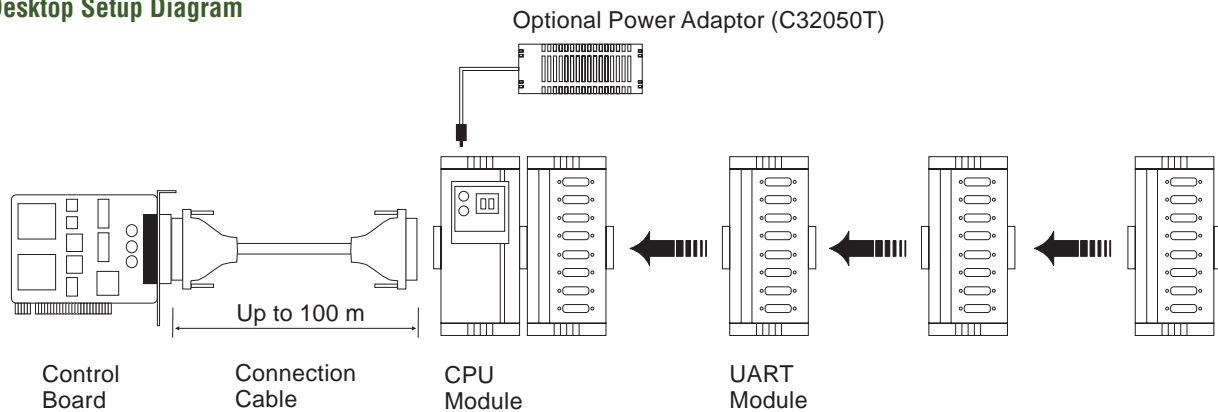 Desktop Setup Diagram
Optional Power Adaptor (C32050T)
Up to 100 m
Control
Board
Connection
Cable
CPU
Module
UART
Module